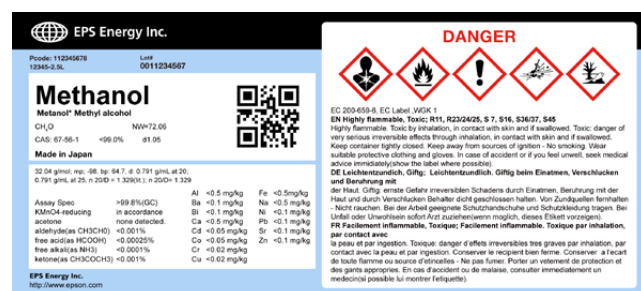 EPS Energy Inc.
Pcode: 112345678
12345-2.5L
Lot#
0011234567
Methanol
Metanol* Methyl alcohol
CH₄O NW=72.06
CAS: 67-56-1 <99.0% d1.05
Made in Japan
32.04 g/mol; mp; -98, bp: 64.7, d: 0.791 g/mL at 20;
0.791 g/mL at 25, n 20/D = 1.329(lit.); n 20/D= 1.329
Assay Spec >99.8%(GC)
KMnO4-reducing in accordance
acetone none detected.
aldehyde(as CH3CHO) <0.001%
free acid(as HCOOH) <0.00025%
free alkali(as NH3) <0.0001%
ketone(as CH3COCH3) <0.001%
Al <0.5 mg/kg Fe <0.5mg/kg
Ba <0.1 mg/kg Na <0.5 mg/kg
Bi <0.1 mg/kg Ni <0.1 mg/kg
Ca <0.5 mg/kg Pb <0.1 mg/kg
Cd <0.05 mg/kg Sr <0.1 mg/kg
Co <0.05 mg/kg Zn <0.1 mg/kg
Cr <0.02 mg/kg
Cu <0.02 mg/kg
EPS Energy Inc.
http://www.epson.com
DANGER
EC 200-659-6, EC Label ,WGK 1
EN Highly flammable, Toxic; R11, R23/24/25, S 7, S16, S36/37, S45
Highly flammable. Toxic by inhalation, in contact with skin and if swallowed. Toxic: danger of
very serious irreversible effects through inhalation, in contact with skin and if swallowed.
Keep container tightly closed. Keep away from sources of ignition - No smoking. Wear
suitable protective clothing and gloves. In case of accident or if you feel unwell, seek medical
advice immediately(show the label where possible).
DE Leichtentzundlich, Giftig; Leichtentzundlich. Giftig beim Einatmen, Verschlucken
und Beruhrung mit
der Haut. Giftig: ernste Gefahr irreversiblen Schadens durch Einatmen, Beruhrung mit der
Haut und durch Verschlucken Behalter dicht geschlossen halten. Von Zundquellen fernhalten
- Nicht rauchen. Bei der Arbeit geeignete Schutzhandschuhe und Schutzkleidung tragen. Bei
Unfall oder Unwohlsein sofort Arzt zuziehen(wenn moglich, dieses Etikett vorzeigen).
FR Facilement inflammable, Toxique; Facilement inflammable. Toxique par inhalation,
par contact avec
la peau et par ingestion. Toxique: danger d'effets irreversibles tres graves par inhalation, par
contact avec la peau et par ingestion. Conserver le recipient bien ferme. Conserver a l'ecart
de toute flamme ou source d'etincelles - Ne pas fumer. Porter un vetement de protection et
des gants appropries. En cas d'accident ou de malaise, consulter immediatement un
medecin(si possible lui montrer l'etiquette).